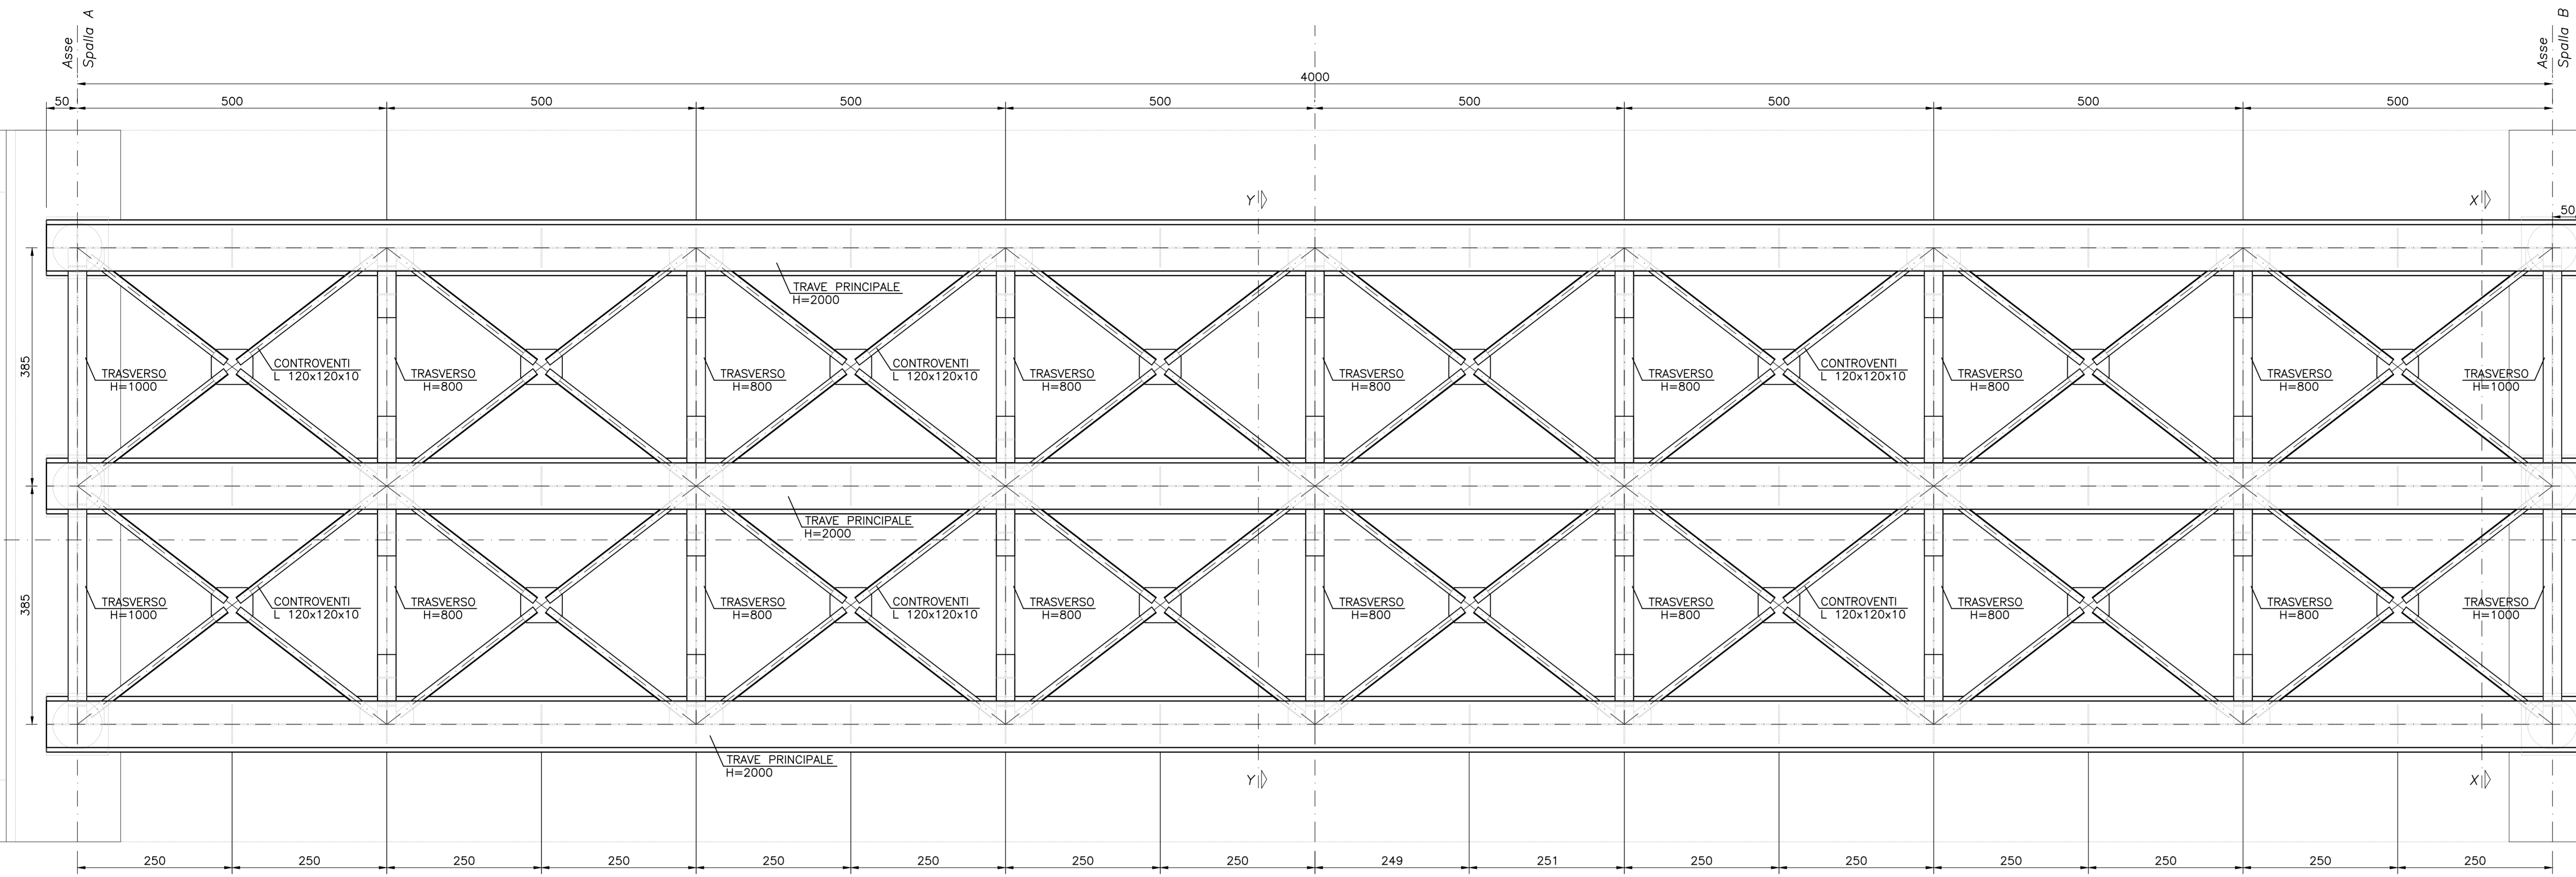 Asse
Spalla A
Asse
Spalla B
4000
50
500
500
500
500
500
500
500
500
Y
X
50
TRAVE PRINCIPALE
H=2000
385
TRASVERSO
H=1000
CONTROVENTI
L 120x120x10
TRASVERSO
H=800
TRASVERSO
H=800
CONTROVENTI
L 120x120x10
TRASVERSO
H=800
TRASVERSO
H=800
TRASVERSO
H=800
CONTROVENTI
L 120x120x10
TRASVERSO
H=800
TRASVERSO
H=800
TRASVERSO
H=1000
TRAVE PRINCIPALE
H=2000
385
TRASVERSO
H=1000
CONTROVENTI
L 120x120x10
TRASVERSO
H=800
TRASVERSO
H=800
CONTROVENTI
L 120x120x10
TRASVERSO
H=800
TRASVERSO
H=800
TRASVERSO
H=800
CONTROVENTI
L 120x120x10
TRASVERSO
H=800
TRASVERSO
H=800
TRASVERSO
H=1000
TRAVE PRINCIPALE
H=2000
Y
X
250
250
250
250
250
250
250
250
249
251
250
250
250
250
250
250